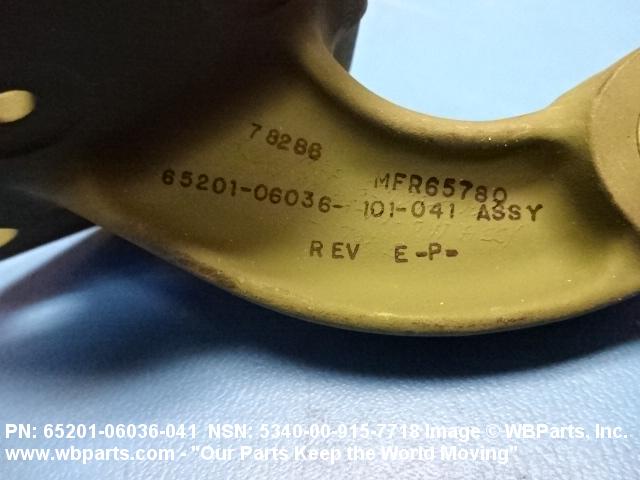 78286
MFR65780
65201-06036- 101-041 ASSY
REV E-P-
PN: 65201-06036-041 NSN: 5340-00-915-7718 Image © WBParts, Inc.
www.wbparts.com - "Our Parts Keep the World Moving"